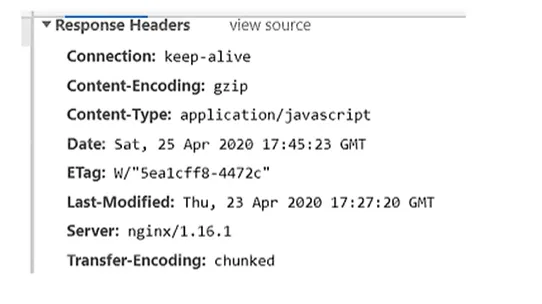 Response Headers view source
Connection: keep-alive
Content-Encoding: gzip
Content-Type: application/javascript
Date: Sat, 25 Apr 2020 17:45:23 GMT
ETag: W/"5ea1cff8-4472c"
Last-Modified: Thu, 23 Apr 2020 17:27:20 GMT
Server: nginx/1.16.1
Transfer-Encoding: chunked